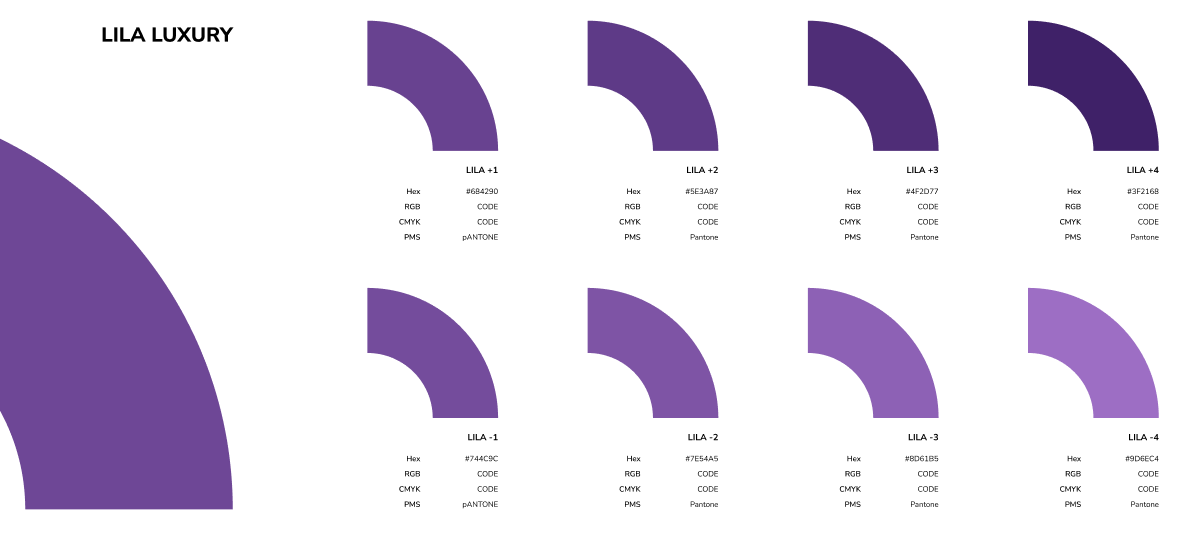 LILA LUXURY
LILA +1
Hex #684290
RGB CODE
CMYK CODE
PMS pANTONE
LILA +2
Hex #5E3A87
RGB CODE
CMYK CODE
PMS Pantone
LILA +3
Hex #4F2D77
RGB CODE
CMYK CODE
PMS Pantone
LILA +4
Hex #3F2168
RGB CODE
CMYK CODE
PMS Pantone
LILA -1
Hex #744C9C
RGB CODE
CMYK CODE
PMS pANTONE
LILA -2
Hex #7E54A5
RGB CODE
CMYK CODE
PMS Pantone
LILA -3
Hex #8D61B5
RGB CODE
CMYK CODE
PMS Pantone
LILA -4
Hex #9D6EC4
RGB CODE
CMYK CODE
PMS Pantone